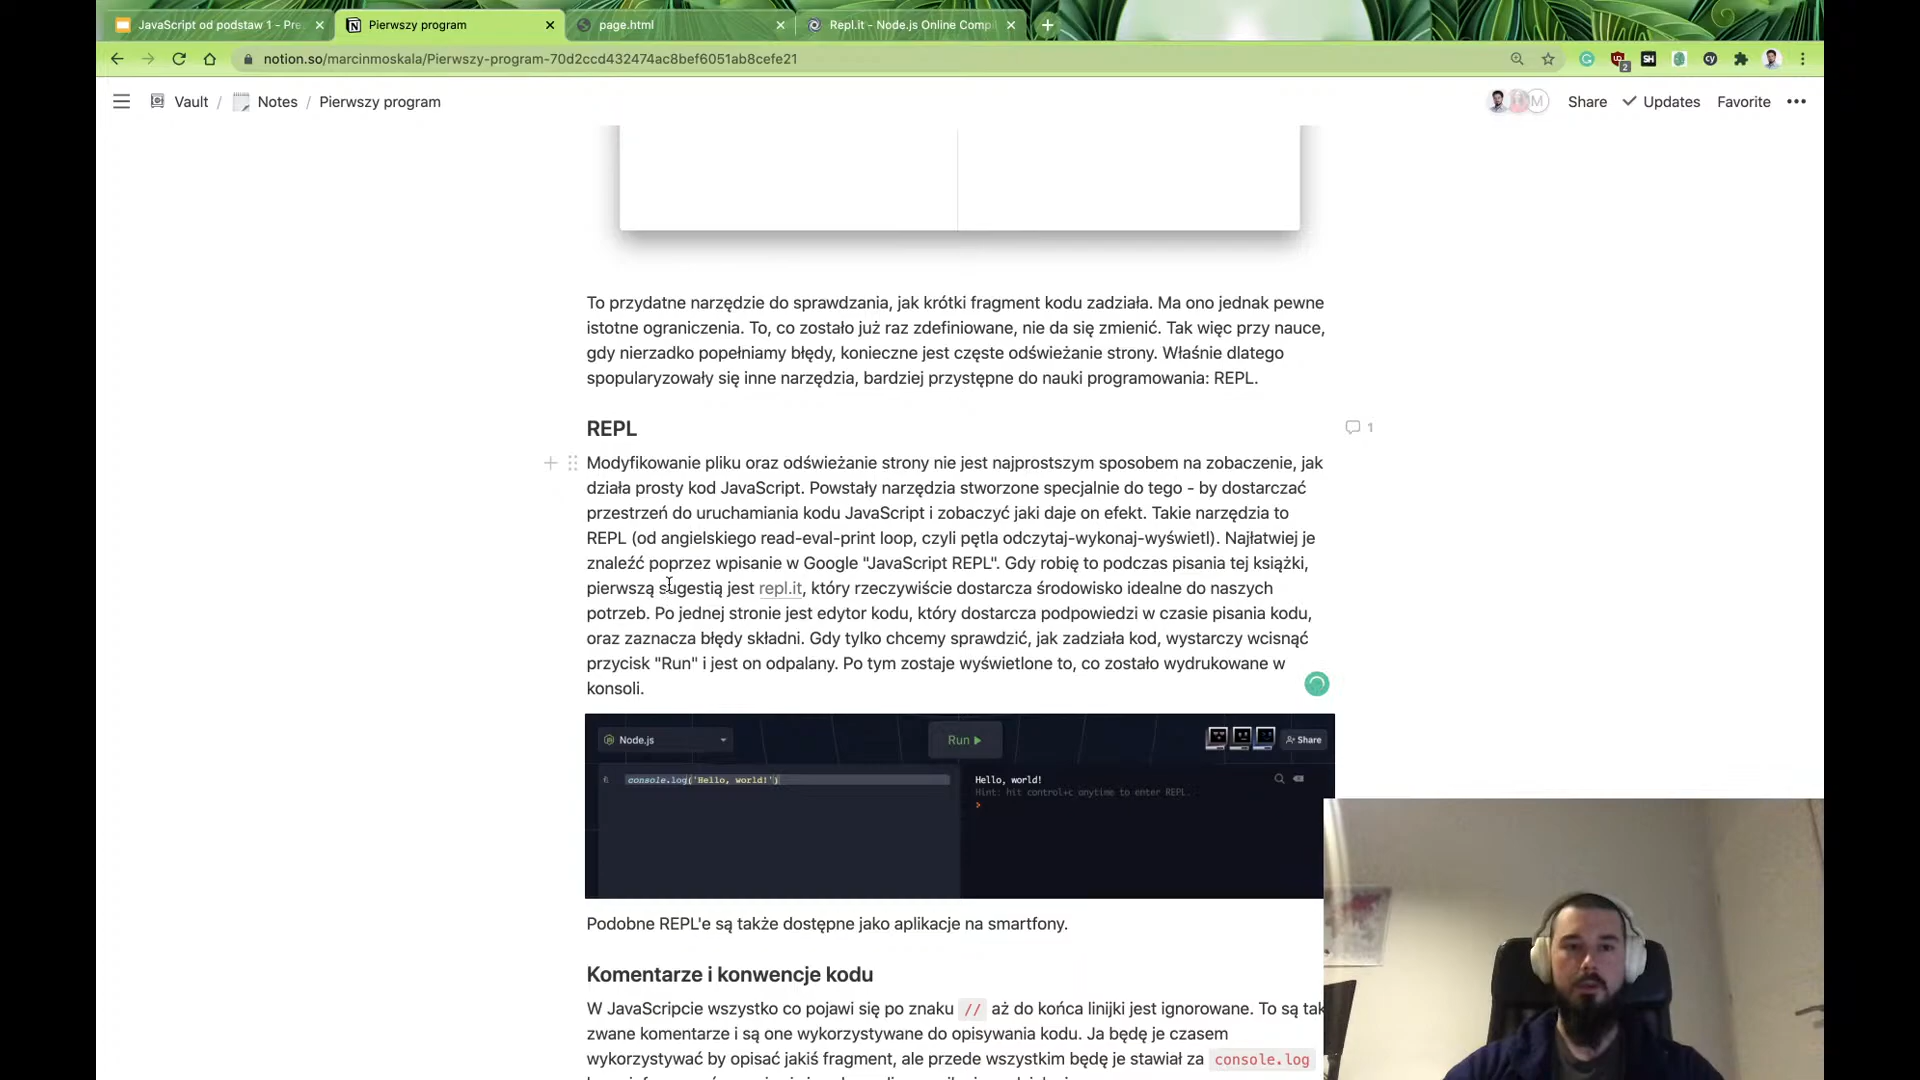 JavaScript od podstaw 1 - Pre
Pierwszy program
page.html
Repl.it - Node.js Online Compi
notion.so/marcinmoskala/Pierwszy-program-70d2ccd432474ac8bef6051ab8cefe21
2
SH
cy
Vault / Notes / Pierwszy program
M
Share
Updates
Favorite
To przydatne narzędzie do sprawdzania, jak krótki fragment kodu zadziała. Ma ono jednak pewne
istotne ograniczenia. To, co zostało już raz zdefiniowane, nie da się zmienić. Tak więc przy nauce,
gdy nierzadko popełniamy błędy, konieczne jest częste odświeżanie strony. Właśnie dlatego
spopularyzowały się inne narzędzia, bardziej przystępne do nauki programowania: REPL.
REPL
1
Modyfikowanie pliku oraz odświeżanie strony nie jest najprostszym sposobem na zobaczenie, jak
działa prosty kod JavaScript. Powstały narzędzia stworzone specjalnie do tego - by dostarczać
przestrzeń do uruchamiania kodu JavaScript i zobaczyć jaki daje on efekt. Takie narzędzia to
REPL (od angielskiego read-eval-print loop, czyli pętla odczytaj-wykonaj-wyświetl). Najłatwiej je
znaleźć poprzez wpisanie w Google "JavaScript REPL". Gdy robię to podczas pisania tej książki,
pierwszą sugestią jest repl.it, który rzeczywiście dostarcza środowisko idealne do naszych
potrzeb. Po jednej stronie jest edytor kodu, który dostarcza podpowiedzi w czasie pisania kodu,
oraz zaznacza błędy składni. Gdy tylko chcemy sprawdzić, jak zadziała kod, wystarczy wcisnąć
przycisk "Run" i jest on odpalany. Po tym zostaje wyświetlone to, co zostało wydrukowane w
konsoli.
Node.js
Run
Share
console.log('Hello, world!')
Hello, world!
Hint: hit control+c anytime to enter REPL.
>
Podobne REPL'e są także dostępne jako aplikacje na smartfony.
Komentarze i konwencje kodu
W JavaScripcie wszystko co pojawi się po znaku // aż do końca linijki jest ignorowane. To są tak
zwane komentarze i są one wykorzystywane do opisywania kodu. Ja będę je czasem
wykorzystywać by opisać jakiś fragment, ale przede wszystkim będę je stawiał za console.log